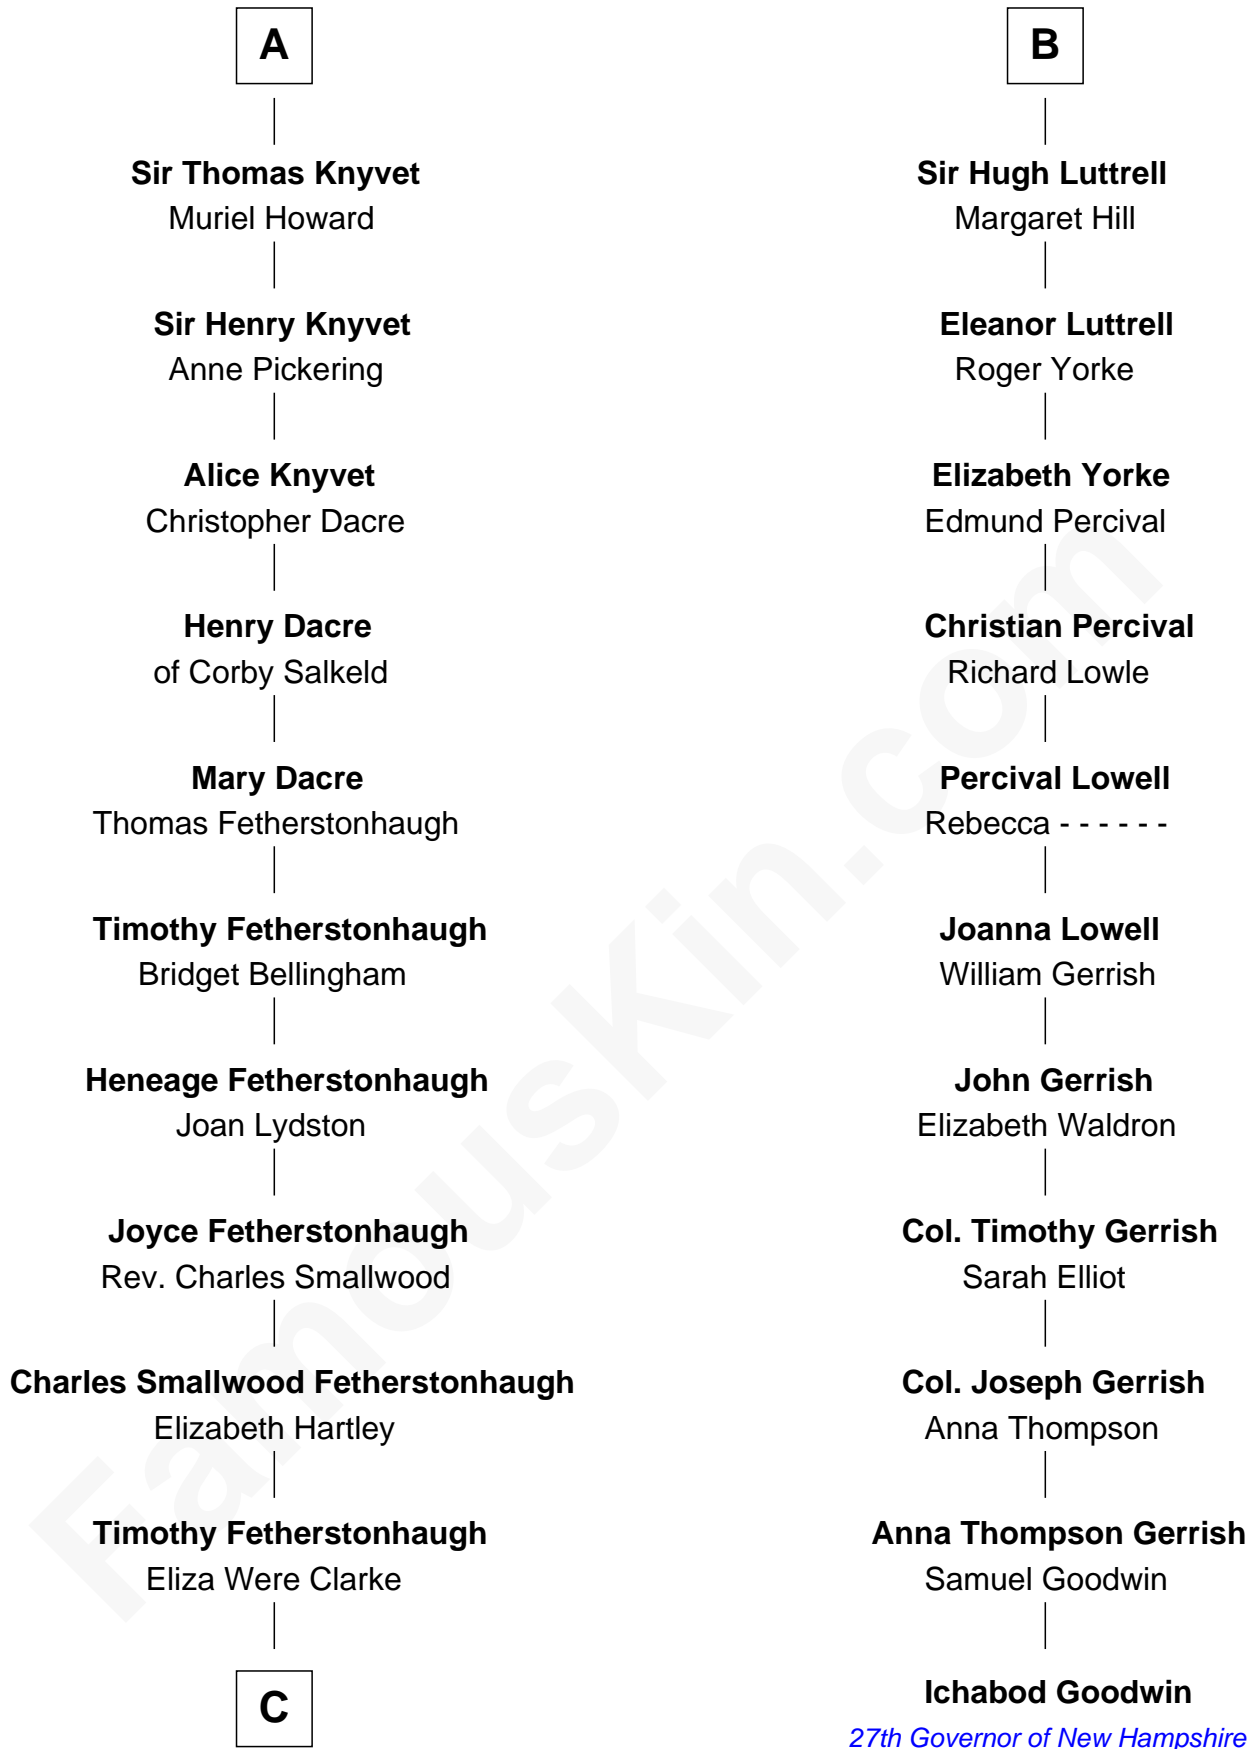 A
Sir Thomas Knyvet
Muriel Howard
Sir Henry Knyvet
Anne Pickering
Alice Knyvet
Christopher Dacre
Henry Dacre
of Corby Salkeld
Mary Dacre
Thomas Fetherstonhaugh
Timothy Fetherstonhaugh
Bridget Bellingham
Heneage Fetherstonhaugh
Joan Lydston
Joyce Fetherstonhaugh
Rev. Charles Smallwood
Charles Smallwood Fetherstonhaugh
Elizabeth Hartley
Timothy Fetherstonhaugh
Eliza Were Clarke
C
B
Sir Hugh Luttrell
Margaret Hill
Eleanor Luttrell
Roger Yorke
Elizabeth Yorke
Edmund Percival
Christian Percival
Richard Lowle
Percival Lowell
Rebecca - - - - - -
Joanna Lowell
William Gerrish
John Gerrish
Elizabeth Waldron
Col. Timothy Gerrish
Sarah Elliot
Col. Joseph Gerrish
Anna Thompson
Anna Thompson Gerrish
Samuel Goodwin
Ichabod Goodwin
27th Governor of New Hampshire
FamousKin.com